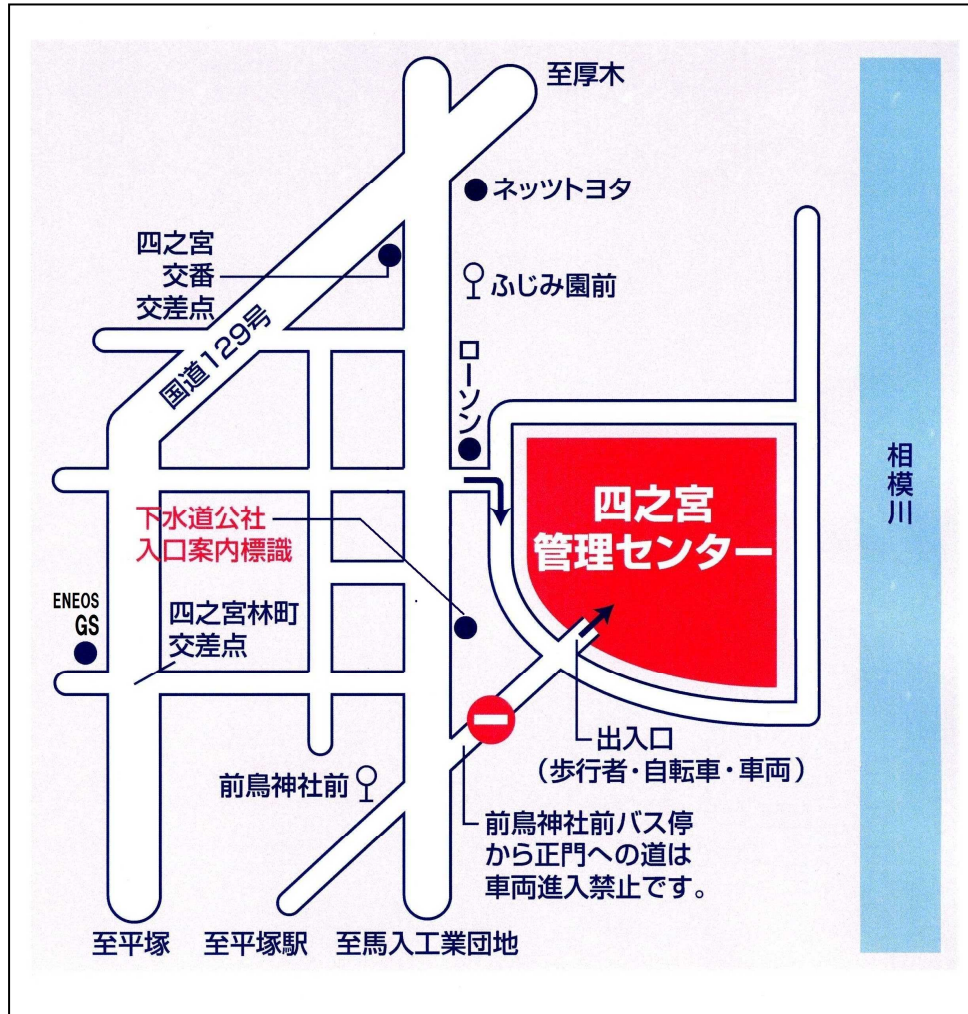 至厚木
ネッツトヨタ
四之宮
交番
交差点
ふじみ園前
国道129号
ローソン
相模川
四之宮
管理センター
下水道公社
入口案内標識
ENEOS
GS
四之宮林町
交差点
出入口
（歩行者・自転車・車両）
前鳥神社前
前鳥神社前バス停
から正門への道は
車両進入禁止です。
至平塚
至平塚駅
至馬入工業団地